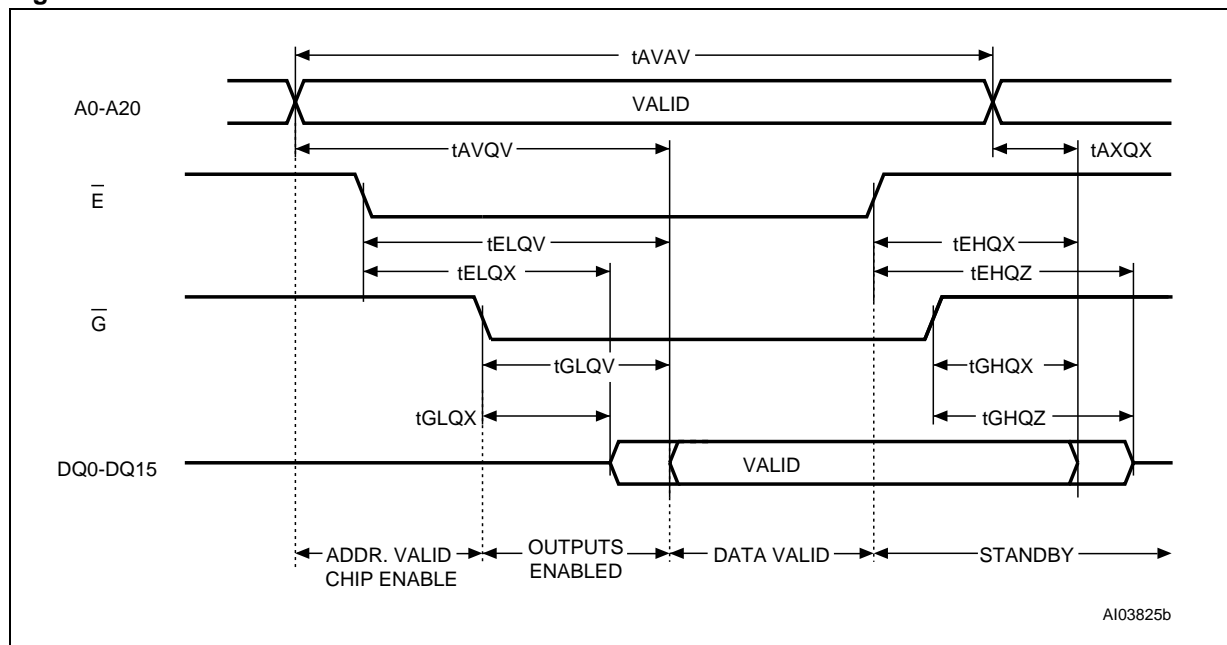 tAVAV
A0-A20
VALID
tAVQV
tAXQX
E
tELQV
tEHQX
tELQX
tEHQZ
G
tGLQV
tGHQX
tGLQX
tGHQZ
DQ0-DQ15
VALID
ADDR. VALID
CHIP ENABLE
OUTPUTS
ENABLED
DATA VALID
STANDBY
AI03825b